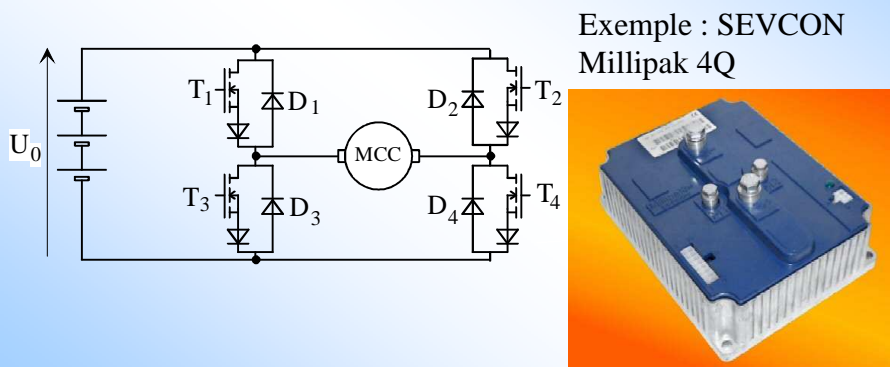 Exemple : SEVCON
Millipak 4Q
U0
T1
D1
D2
T2
MCC
T3
D3
D4
T4